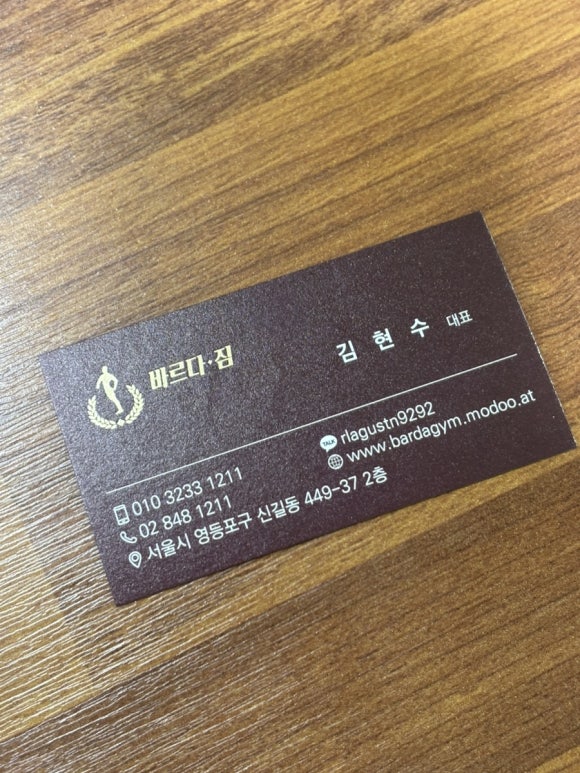 바르다·짐
김현수 대표
010 3233 1211
02 848 1211
서울시 영등포구 신길동 449-37 2층
TALK rlagustn9292
www.bardagym.modoo.at